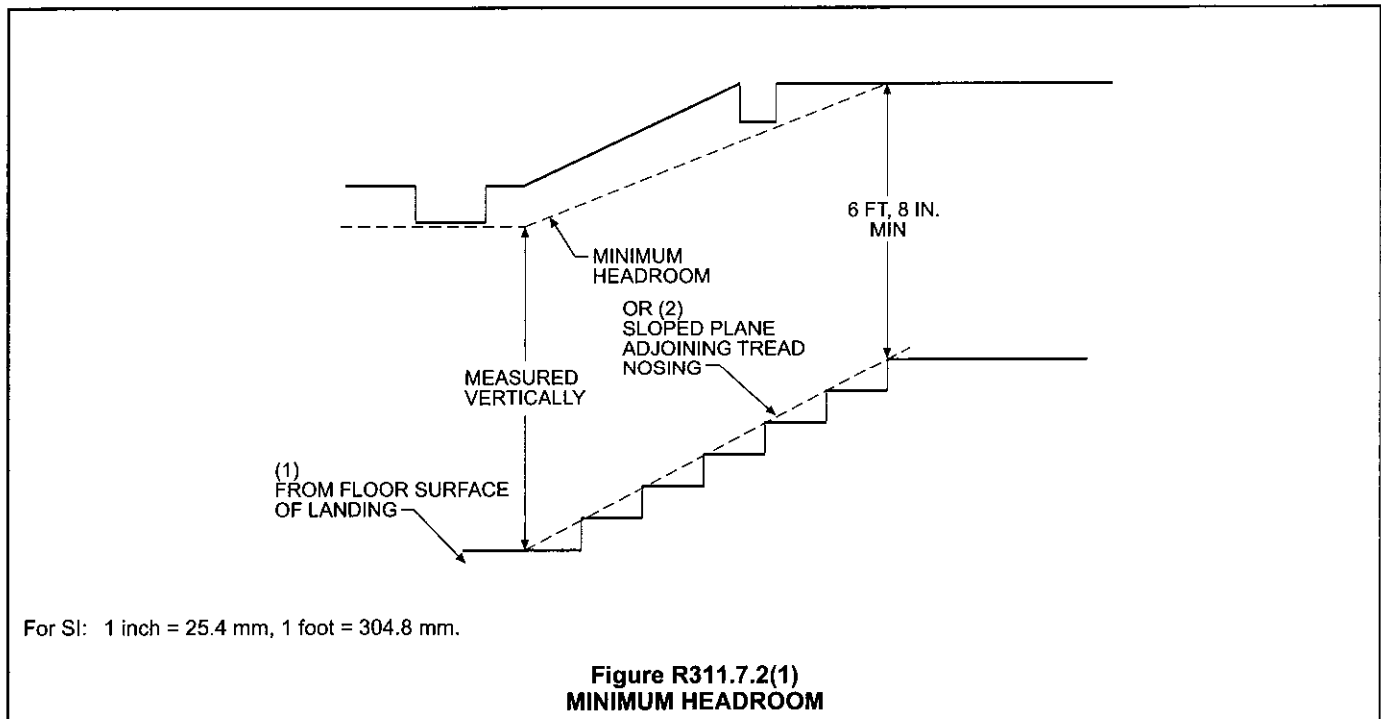 6 FT, 8 IN.
MIN
MINIMUM
HEADROOM
OR (2)
SLOPED PLANE
ADJOINING TREAD
NOSING
MEASURED
VERTICALLY
(1)
FROM FLOOR SURFACE
OF LANDING
For SI: 1 inch = 25.4 mm, 1 foot = 304.8 mm.
Figure R311.7.2(1)
MINIMUM HEADROOM